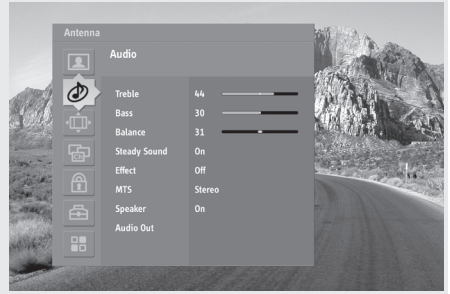 Antenna
Audio
Treble 44
Bass 30
Balance 31
Steady Sound On
Effect Off
MTS Stereo
Speaker On
Audio Out